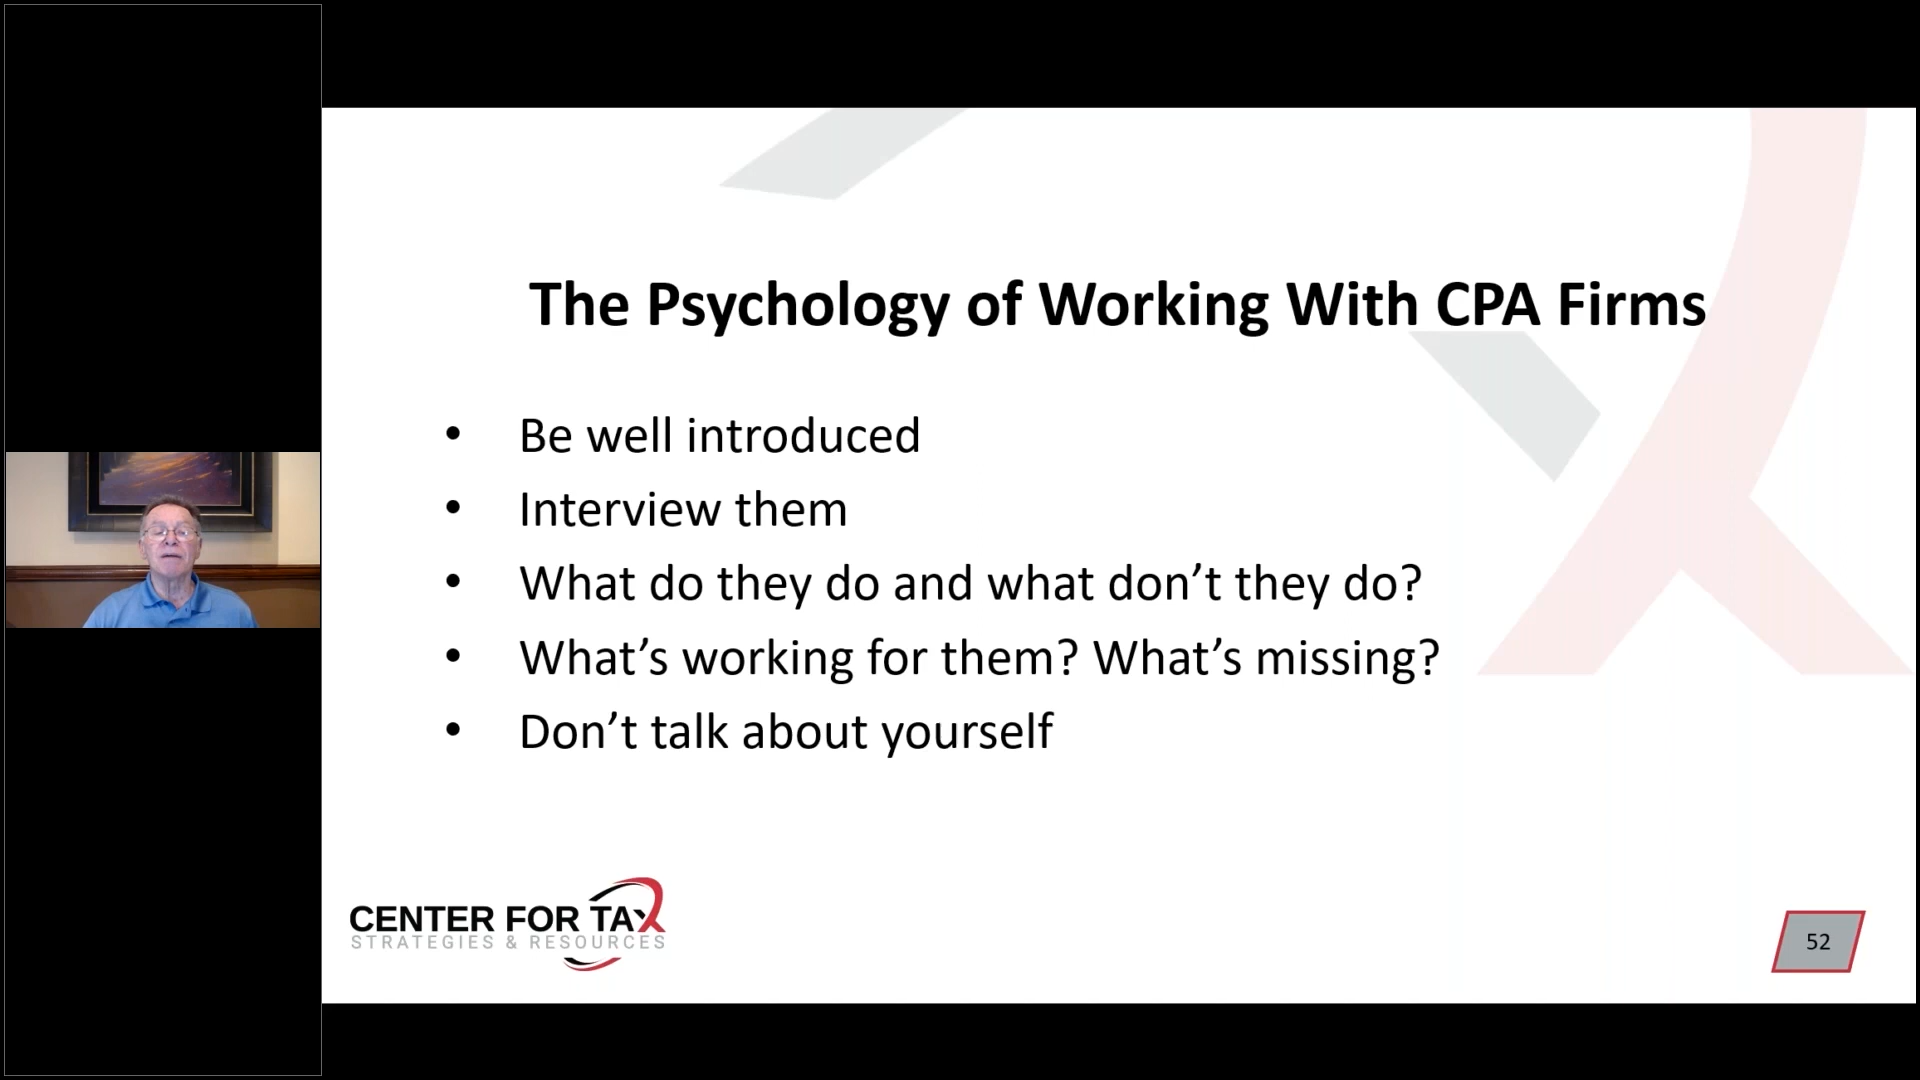 The Psychology of Working With CPA Firms
• Be well introduced
• Interview them
• What do they do and what don’t they do?
• What’s working for them? What’s missing?
• Don’t talk about yourself
CENTER FOR TAX
STRATEGIES & RESOURCES
52